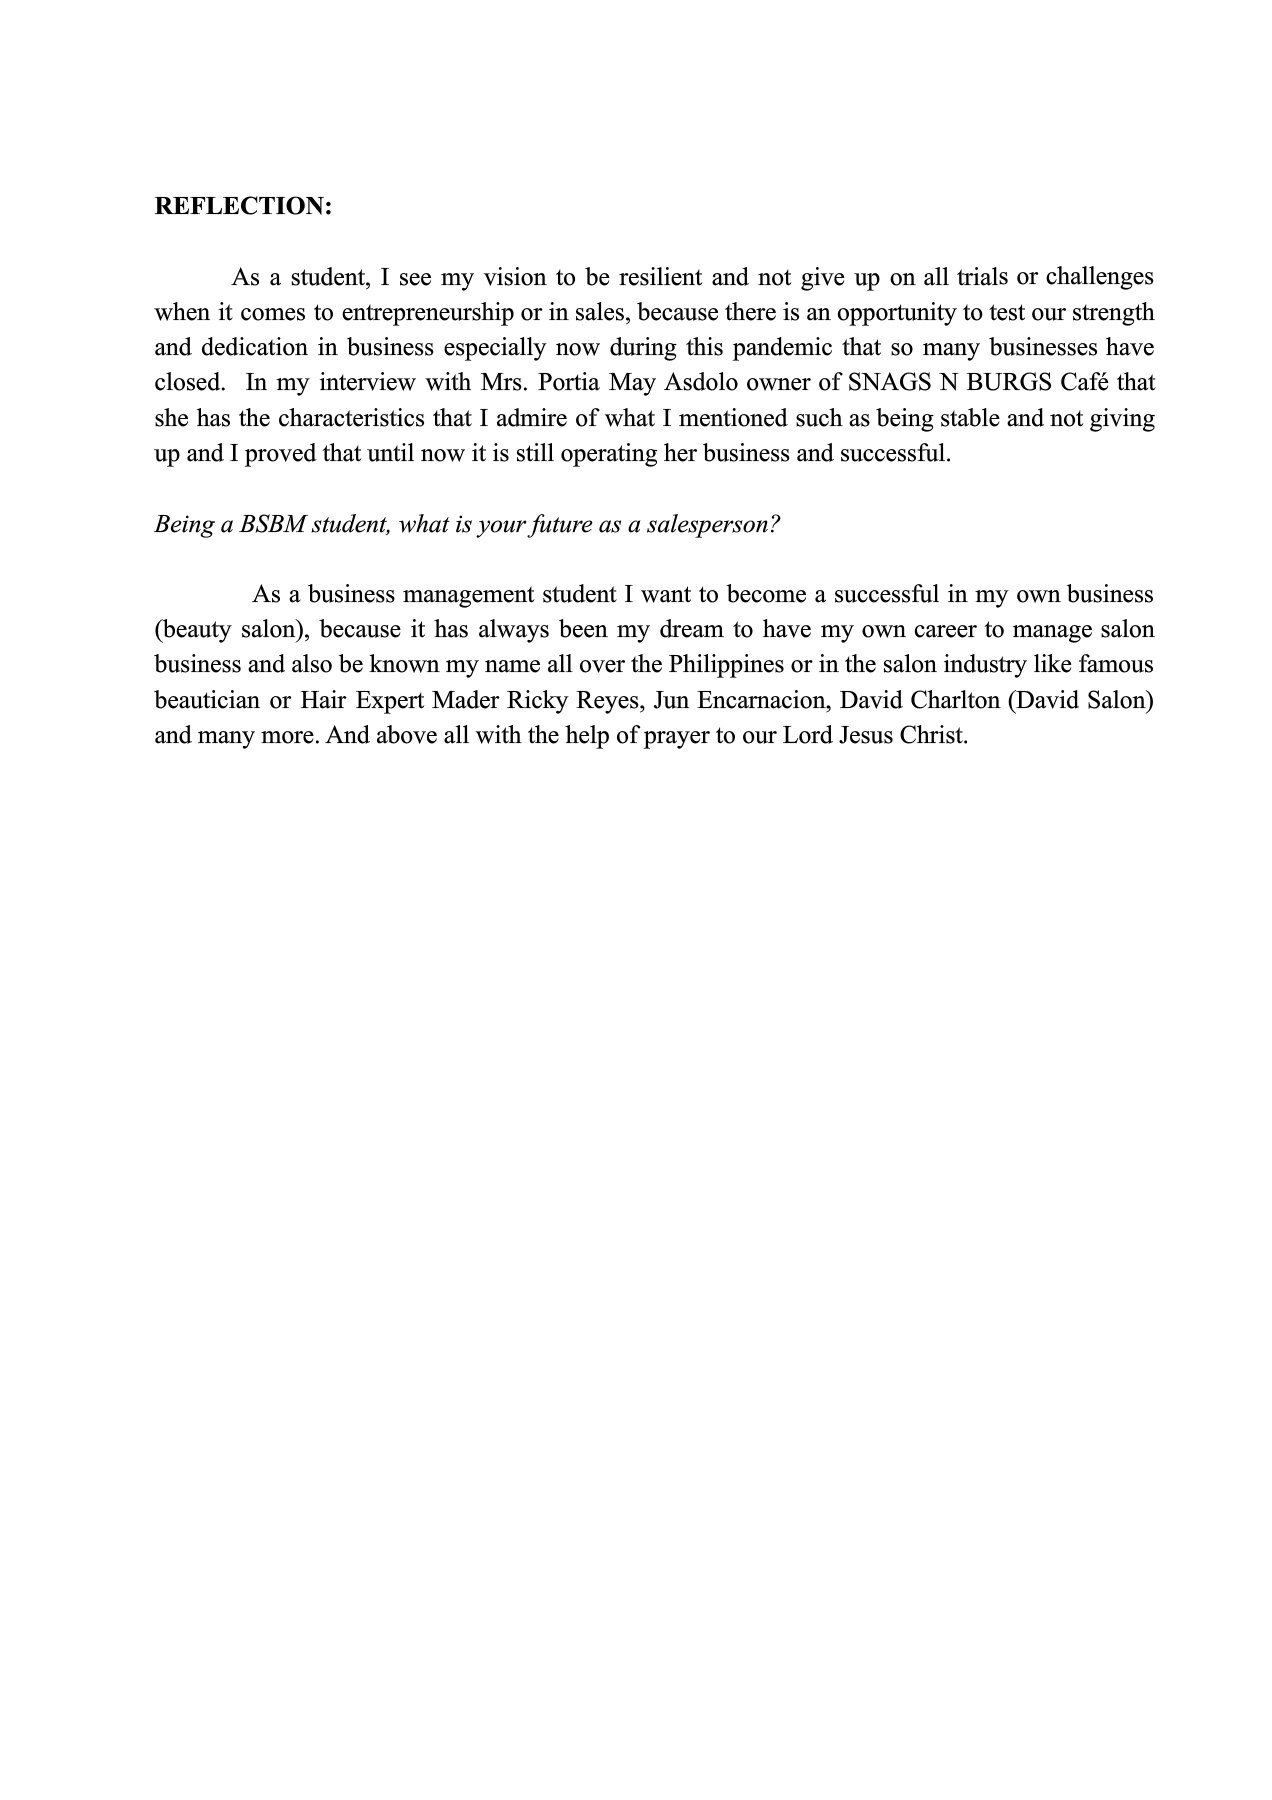 REFLECTION:
As a student, I see my vision to be resilient and not give up on all trials or challenges
when it comes to entrepreneurship or in sales, because there is an opportunity to test our strength
and dedication in business especially now during this pandemic that so many businesses have
closed.  In my interview with Mrs. Portia May Asdolo owner of SNAGS N BURGS Café that
she has the characteristics that I admire of what I mentioned such as being stable and not giving
up and I proved that until now it is still operating her business and successful.
Being a BSBM student, what is your future as a salesperson?
As a business management student I want to become a successful in my own business
(beauty salon), because it has always been my dream to have my own career to manage salon
business and also be known my name all over the Philippines or in the salon industry like famous
beautician or Hair Expert Mader Ricky Reyes, Jun Encarnacion, David Charlton (David Salon)
and many more. And above all with the help of prayer to our Lord Jesus Christ.